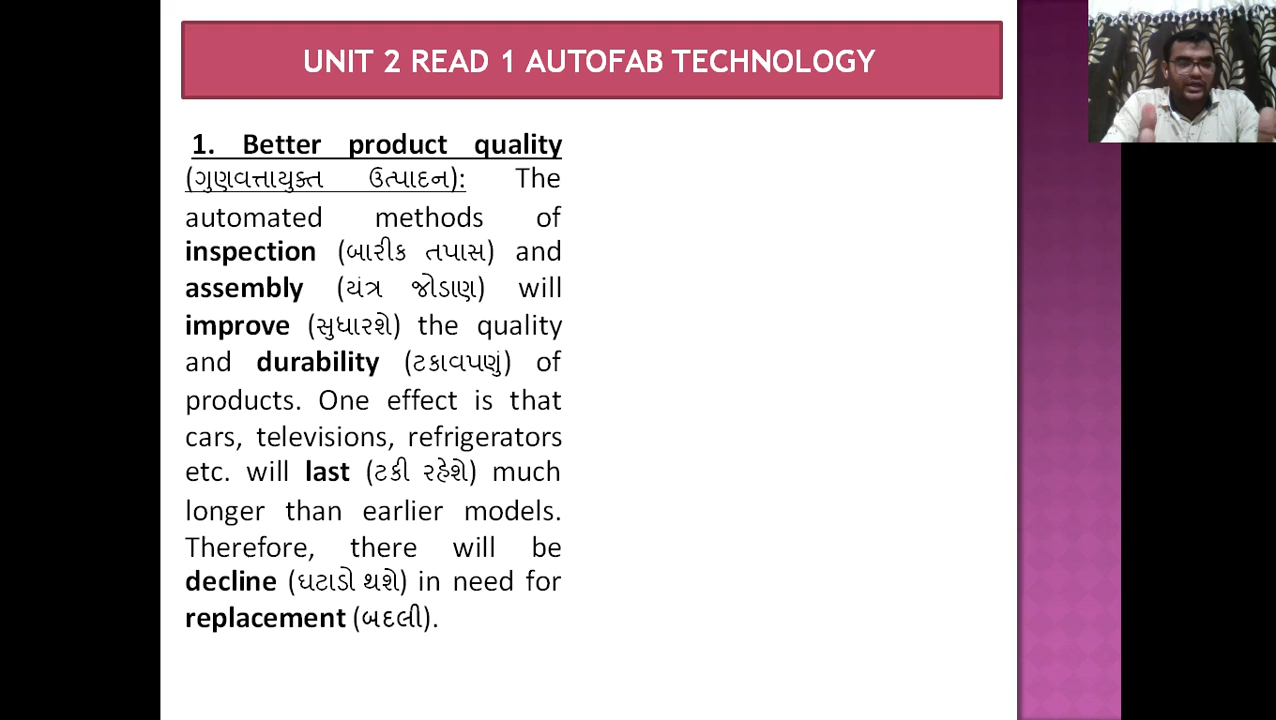 UNIT 2 READ 1 AUTOFAB TECHNOLOGY
1. Better product quality
(ગુણવત્તાયુક્ત ઉત્પાદન): The
automated methods of
inspection (બારીક તપાસ) and
assembly (યંત્ર જોડાણ) will
improve (સુધારશે) the quality
and durability (ટકાવપણું) of
products. One effect is that
cars, televisions, refrigerators
etc. will last (ટકી રહેશે) much
longer than earlier models.
Therefore, there will be
decline (ઘટાડો થશે) in need for
replacement (બદલી).